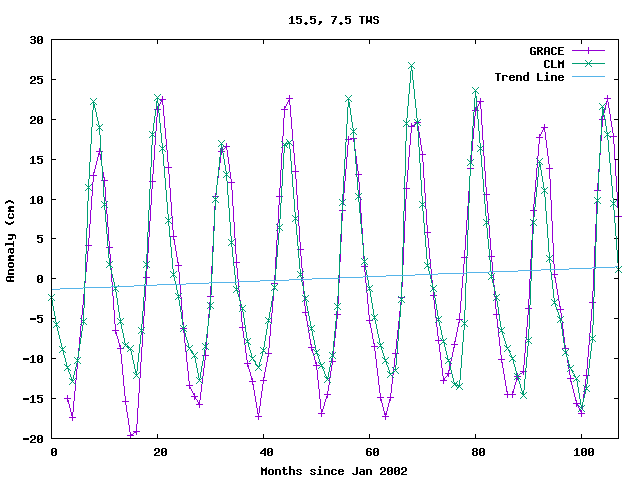 15.5, 7.5 TWS
GRACE
CLM
Trend Line
30
25
20
15
10
5
0
-5
-10
-15
-20
Anomaly (cm)
0 20 40 60 80 100
Months since Jan 2002